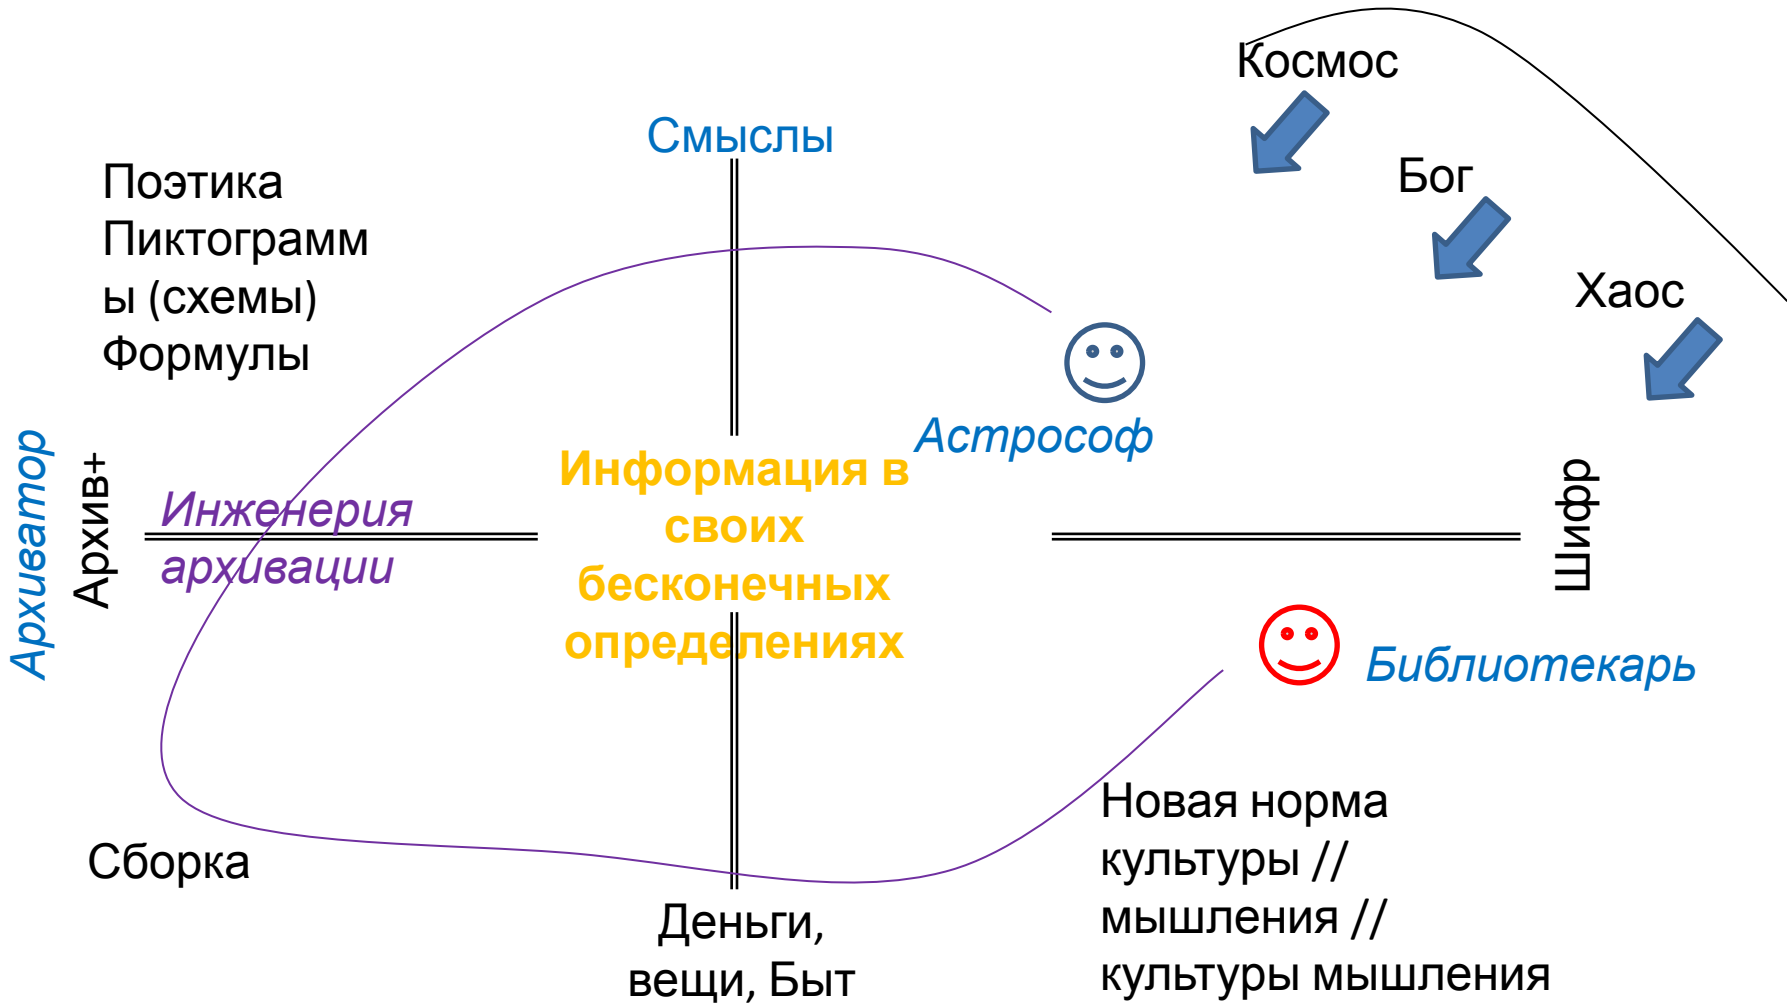 Космос
Смыслы
Бог
Поэтика
Пиктограмм
ы (схемы)
Формулы
Хаос
Астрософ
Архиватор
Архив+
Инженерия
архивации
Информация в
своих
бесконечных
определениях
Шифр
Библиотекарь
Сборка
Новая норма
культуры //
мышления //
культуры мышления
Деньги,
вещи, Быт